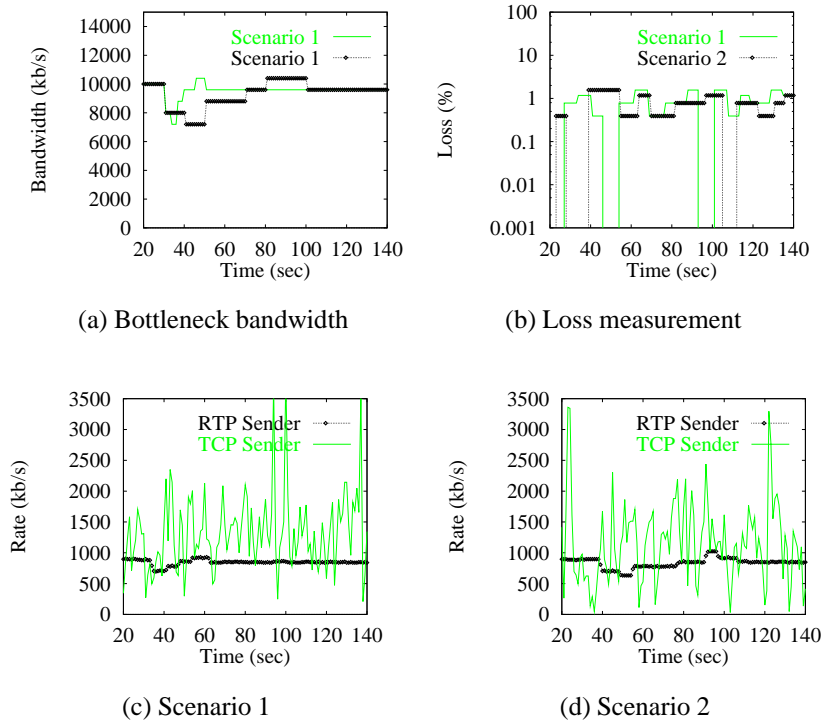 14000
12000
10000
8000
6000
4000
2000
0
Bandwidth (kb/s)
Scenario 1
Scenario 1
20 40 60 80 100 120 140
Time (sec)
(a) Bottleneck bandwidth
100
10
1
0.1
0.01
0.001
Loss (%)
Scenario 1
Scenario 2
20 40 60 80 100 120 140
Time (sec)
(b) Loss measurement
3500
3000
2500
2000
1500
1000
500
0
Rate (kb/s)
RTP Sender
TCP Sender
20 40 60 80 100 120 140
Time (sec)
(c) Scenario 1
3500
3000
2500
2000
1500
1000
500
0
Rate (kb/s)
RTP Sender
TCP Sender
20 40 60 80 100 120 140
Time (sec)
(d) Scenario 2